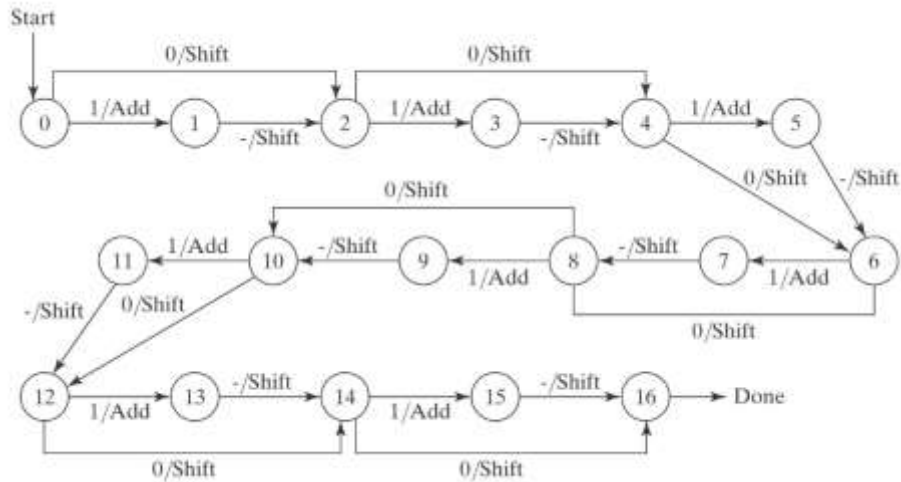 Start
0/Shift 0/Shift
0 1/Add 1 -/Shift 2 1/Add 3 -/Shift 4 1/Add 5
0/Shift -/Shift
0/Shift
11 1/Add 10 -/Shift 9 1/Add 8 -/Shift 7 1/Add 6
-/Shift 0/Shift
0/Shift
12 1/Add 13 -/Shift 14 1/Add 15 -/Shift 16 Done
0/Shift 0/Shift